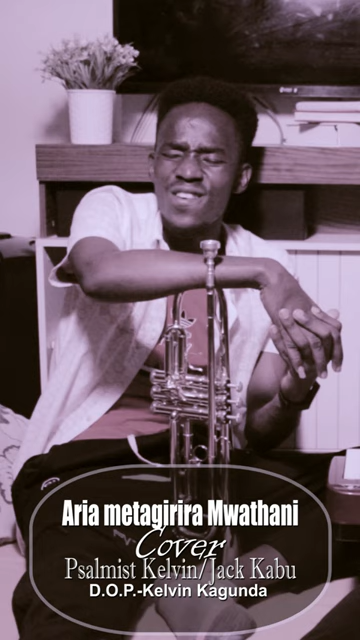 Aria metagirira Mwathani
Cover
Psalmist Kelvin/Jack Kabu
D.O.P.-Kelvin Kagunda